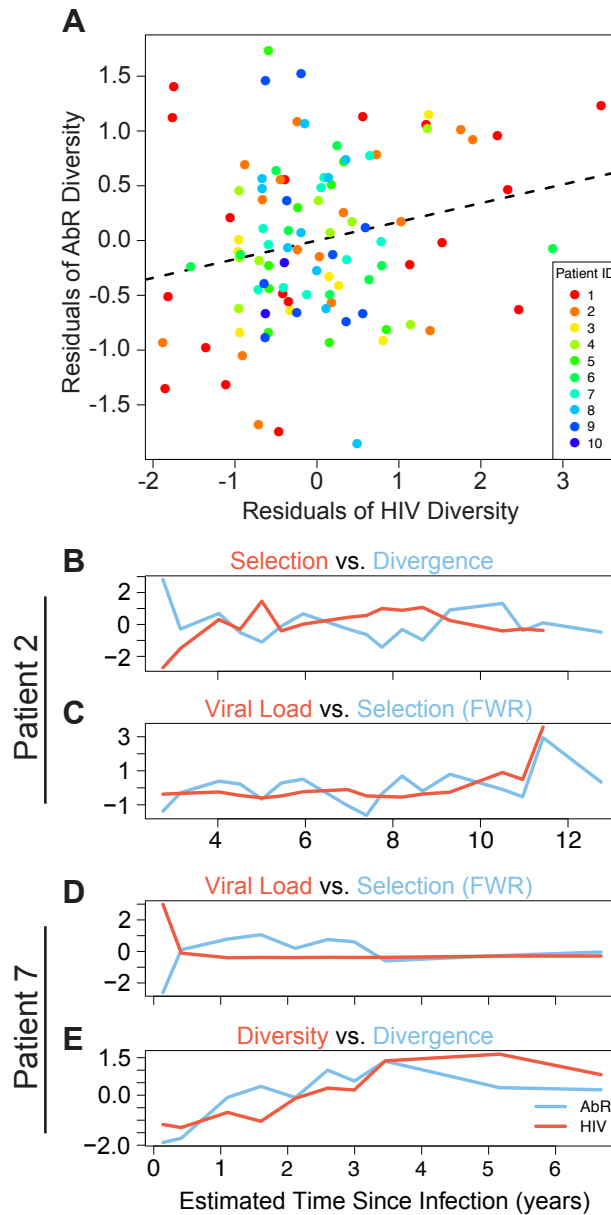 A
Residuals of AbR Diversity
1.5
1.0
0.5
0.0
-0.5
-1.0
-1.5
-2
-1
0
1
2
3
Residuals of HIV Diversity
Patient ID
1
2
3
4
5
6
7
8
9
10
Patient 2
B
Selection vs. Divergence
2
0
−2
C
Viral Load vs. Selection (FWR)
3
1
−1
4
6
8
10
12
Patient 7
D
Viral Load vs. Selection (FWR)
2
0
−2
E
Diversity vs. Divergence
1.5
0.0
−2.0
AbR
HIV
0
1
2
3
4
5
6
Estimated Time Since Infection (years)